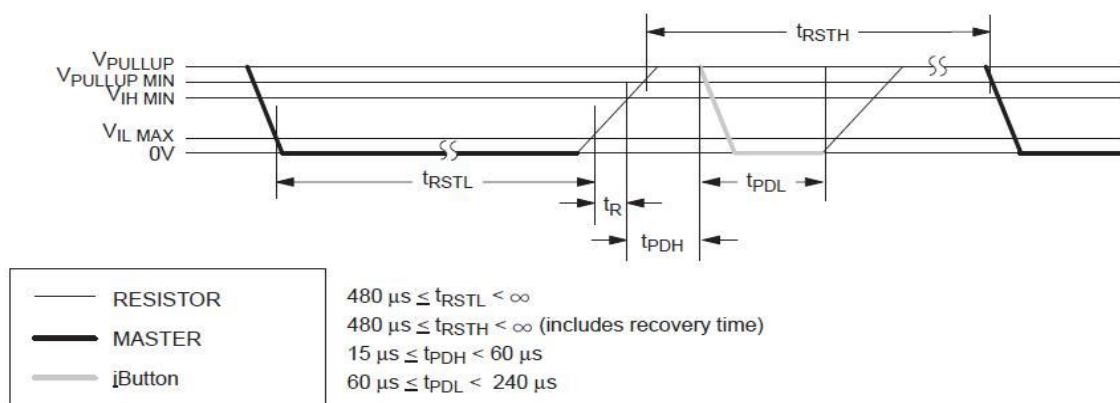 tRSTH
VPULLUP
VPULLUP MIN
VIH MIN
VIL MAX
0V
tRSTL
tR
tPDH
tPDL
RESISTOR
MASTER
iButton
480 µs ≤ tRSTL < ∞
480 µs ≤ tRSTH < ∞ (includes recovery time)
15 µs ≤ tPDH < 60 µs
60 µs ≤ tPDL < 240 µs